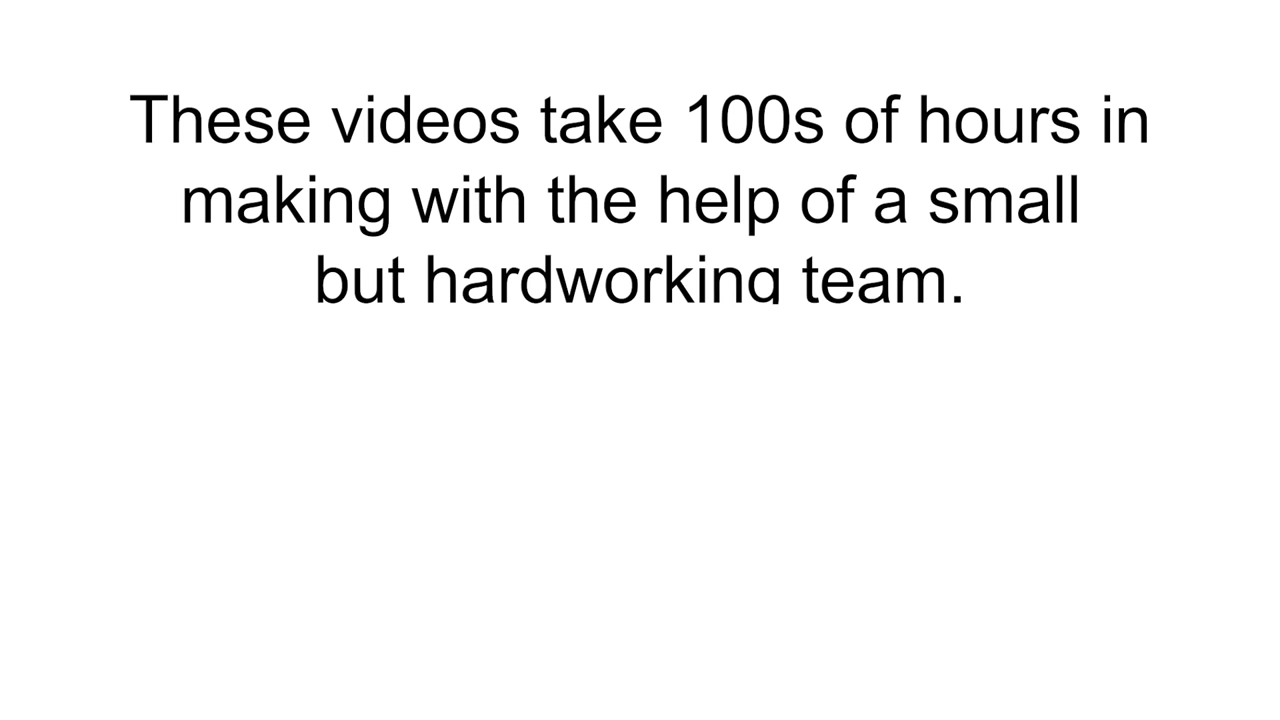 These videos take 100s of hours in
making with the help of a small
but hardworking team.